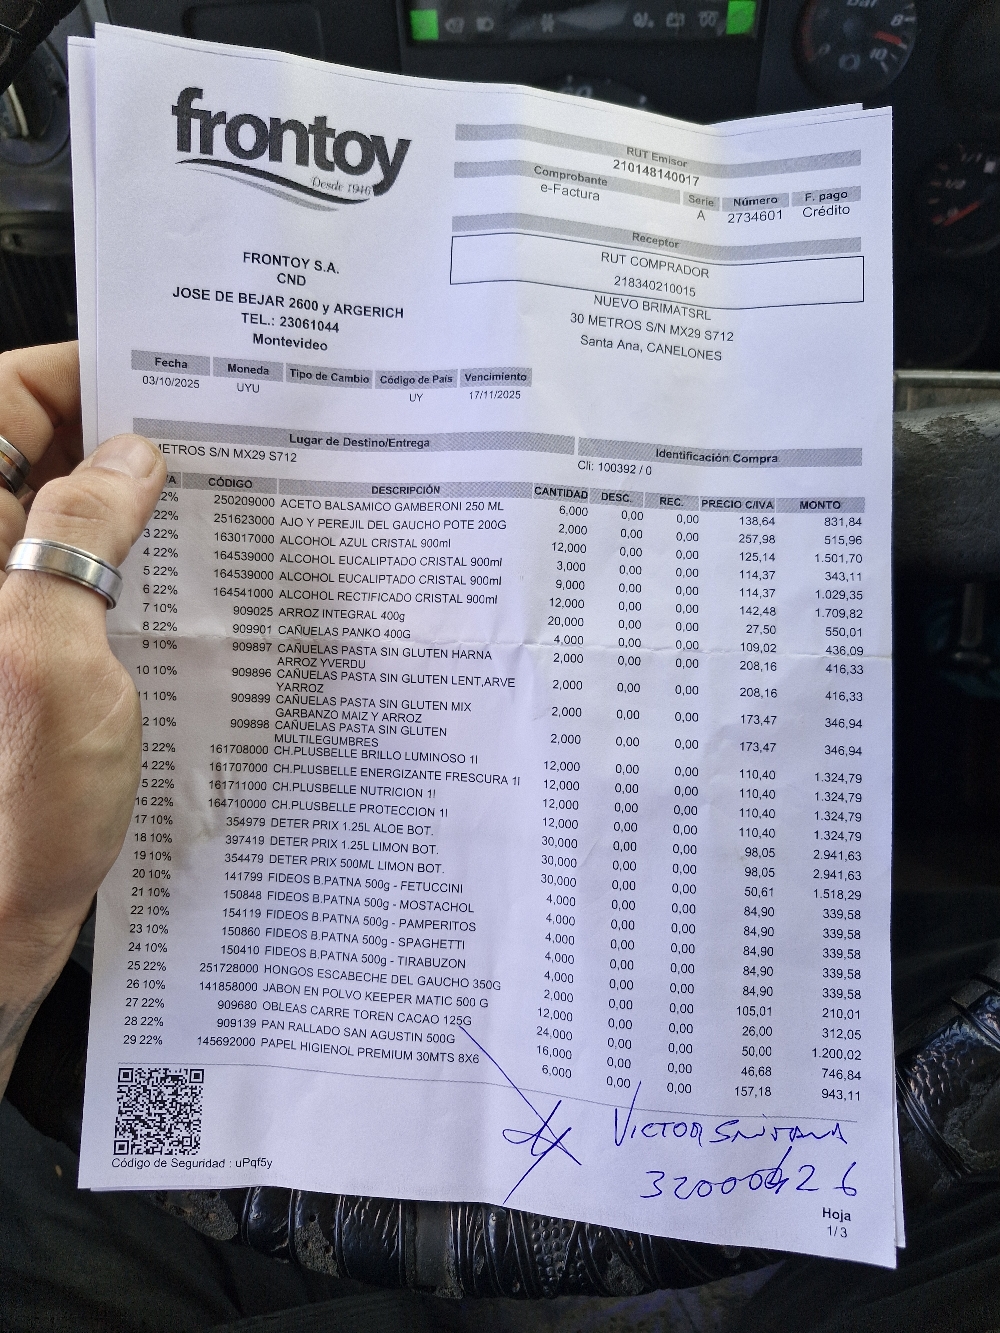 frontoy
Desde 1946
RUT Emisor
210148140017
Comprobante Serie Número F. pago
e-Factura A 2734601 Crédito
Receptor
RUT COMPRADOR
218340210015
NUEVO BRIMATSRL
30 METROS S/N MX29 S712
Santa Ana, CANELONES
FRONTOY S.A.
CND
JOSE DE BEJAR 2600 y ARGERICH
TEL.: 23061044
Montevideo
Fecha Moneda Tipo de Cambio Código de País Vencimiento
03/10/2025 UYU UY 17/11/2025
Lugar de Destino/Entrega Identificación Compra
METROS S/N MX29 S712 Cli: 100392 / 0
CÓDIGO DESCRIPCIÓN CANTIDAD DESC. REC. PRECIO C/IVA MONTO
2% 250209000 ACETO BALSAMICO GAMBERONI 250 ML 6,000 0,00 0,00 138,64 831,84
22% 251623000 AJO Y PEREJIL DEL GAUCHO POTE 200G 2,000 0,00 0,00 257,98 515,96
3 22% 163017000 ALCOHOL AZUL CRISTAL 900ml 12,000 0,00 0,00 125,14 1.501,70
4 22% 164539000 ALCOHOL EUCALIPTADO CRISTAL 900ml 3,000 0,00 0,00 114,37 343,11
5 22% 164539000 ALCOHOL EUCALIPTADO CRISTAL 900ml 9,000 0,00 0,00 114,37 1.029,35
6 22% 164541000 ALCOHOL RECTIFICADO CRISTAL 900ml 12,000 0,00 0,00 142,48 1.709,82
7 10% 909025 ARROZ INTEGRAL 400g 20,000 0,00 0,00 27,50 550,01
8 22% 909901 CAÑUELAS PANKO 400G 4,000 0,00 0,00 109,02 436,09
9 10% 909897 CAÑUELAS PASTA SIN GLUTEN HARNA 2,000 0,00 0,00 208,16 416,33
ARROZ YVERDU
10 10% 909896 CAÑUELAS PASTA SIN GLUTEN LENT,ARVE 2,000 0,00 0,00 208,16 416,33
YARROZ
11 10% 909899 CAÑUELAS PASTA SIN GLUTEN MIX 2,000 0,00 0,00 173,47 346,94
GARBANZO MAIZ Y ARROZ
2 10% 909898 CAÑUELAS PASTA SIN GLUTEN 2,000 0,00 0,00 173,47 346,94
MULTILEGUMBRES
3 22% 161708000 CH.PLUSBELLE BRILLO LUMINOSO 1l 12,000 0,00 0,00 110,40 1.324,79
4 22% 161707000 CH.PLUSBELLE ENERGIZANTE FRESCURA 1l 12,000 0,00 0,00 110,40 1.324,79
5 22% 161711000 CH.PLUSBELLE NUTRICION 1l 12,000 0,00 0,00 110,40 1.324,79
16 22% 164710000 CH.PLUSBELLE PROTECCION 1l 12,000 0,00 0,00 110,40 1.324,79
17 10% 354979 DETER PRIX 1.25L ALOE BOT. 30,000 0,00 0,00 98,05 2.941,63
18 10% 397419 DETER PRIX 1.25L LIMON BOT. 30,000 0,00 0,00 98,05 2.941,63
19 10% 354479 DETER PRIX 500ML LIMON BOT. 30,000 0,00 0,00 50,61 1.518,29
20 10% 141799 FIDEOS B.PATNA 500g - FETUCCINI 4,000 0,00 0,00 84,90 339,58
21 10% 150848 FIDEOS B.PATNA 500g - MOSTACHOL 4,000 0,00 0,00 84,90 339,58
22 10% 154119 FIDEOS B.PATNA 500g - PAMPERITOS 4,000 0,00 0,00 84,90 339,58
23 10% 150860 FIDEOS B.PATNA 500g - SPAGHETTI 4,000 0,00 0,00 84,90 339,58
24 10% 150410 FIDEOS B.PATNA 500g - TIRABUZON 4,000 0,00 0,00 84,90 339,58
25 22% 251728000 HONGOS ESCABECHE DEL GAUCHO 350G 2,000 0,00 0,00 105,01 210,01
26 10% 141858000 JABON EN POLVO KEEPER MATIC 500 G 12,000 0,00 0,00 26,00 312,05
27 22% 909680 OBLEAS CARRE TOREN CACAO 125G 24,000 0,00 0,00 50,00 1.200,02
28 22% 909139 PAN RALLADO SAN AGUSTIN 500G 16,000 0,00 0,00 46,68 746,84
29 22% 145692000 PAPEL HIGIENOL PREMIUM 30MTS 8X6 6,000 0,00 0,00 157,18 943,11
VICTOR SANTANA
Código de Seguridad : uPqf5y
Hoja
1/3